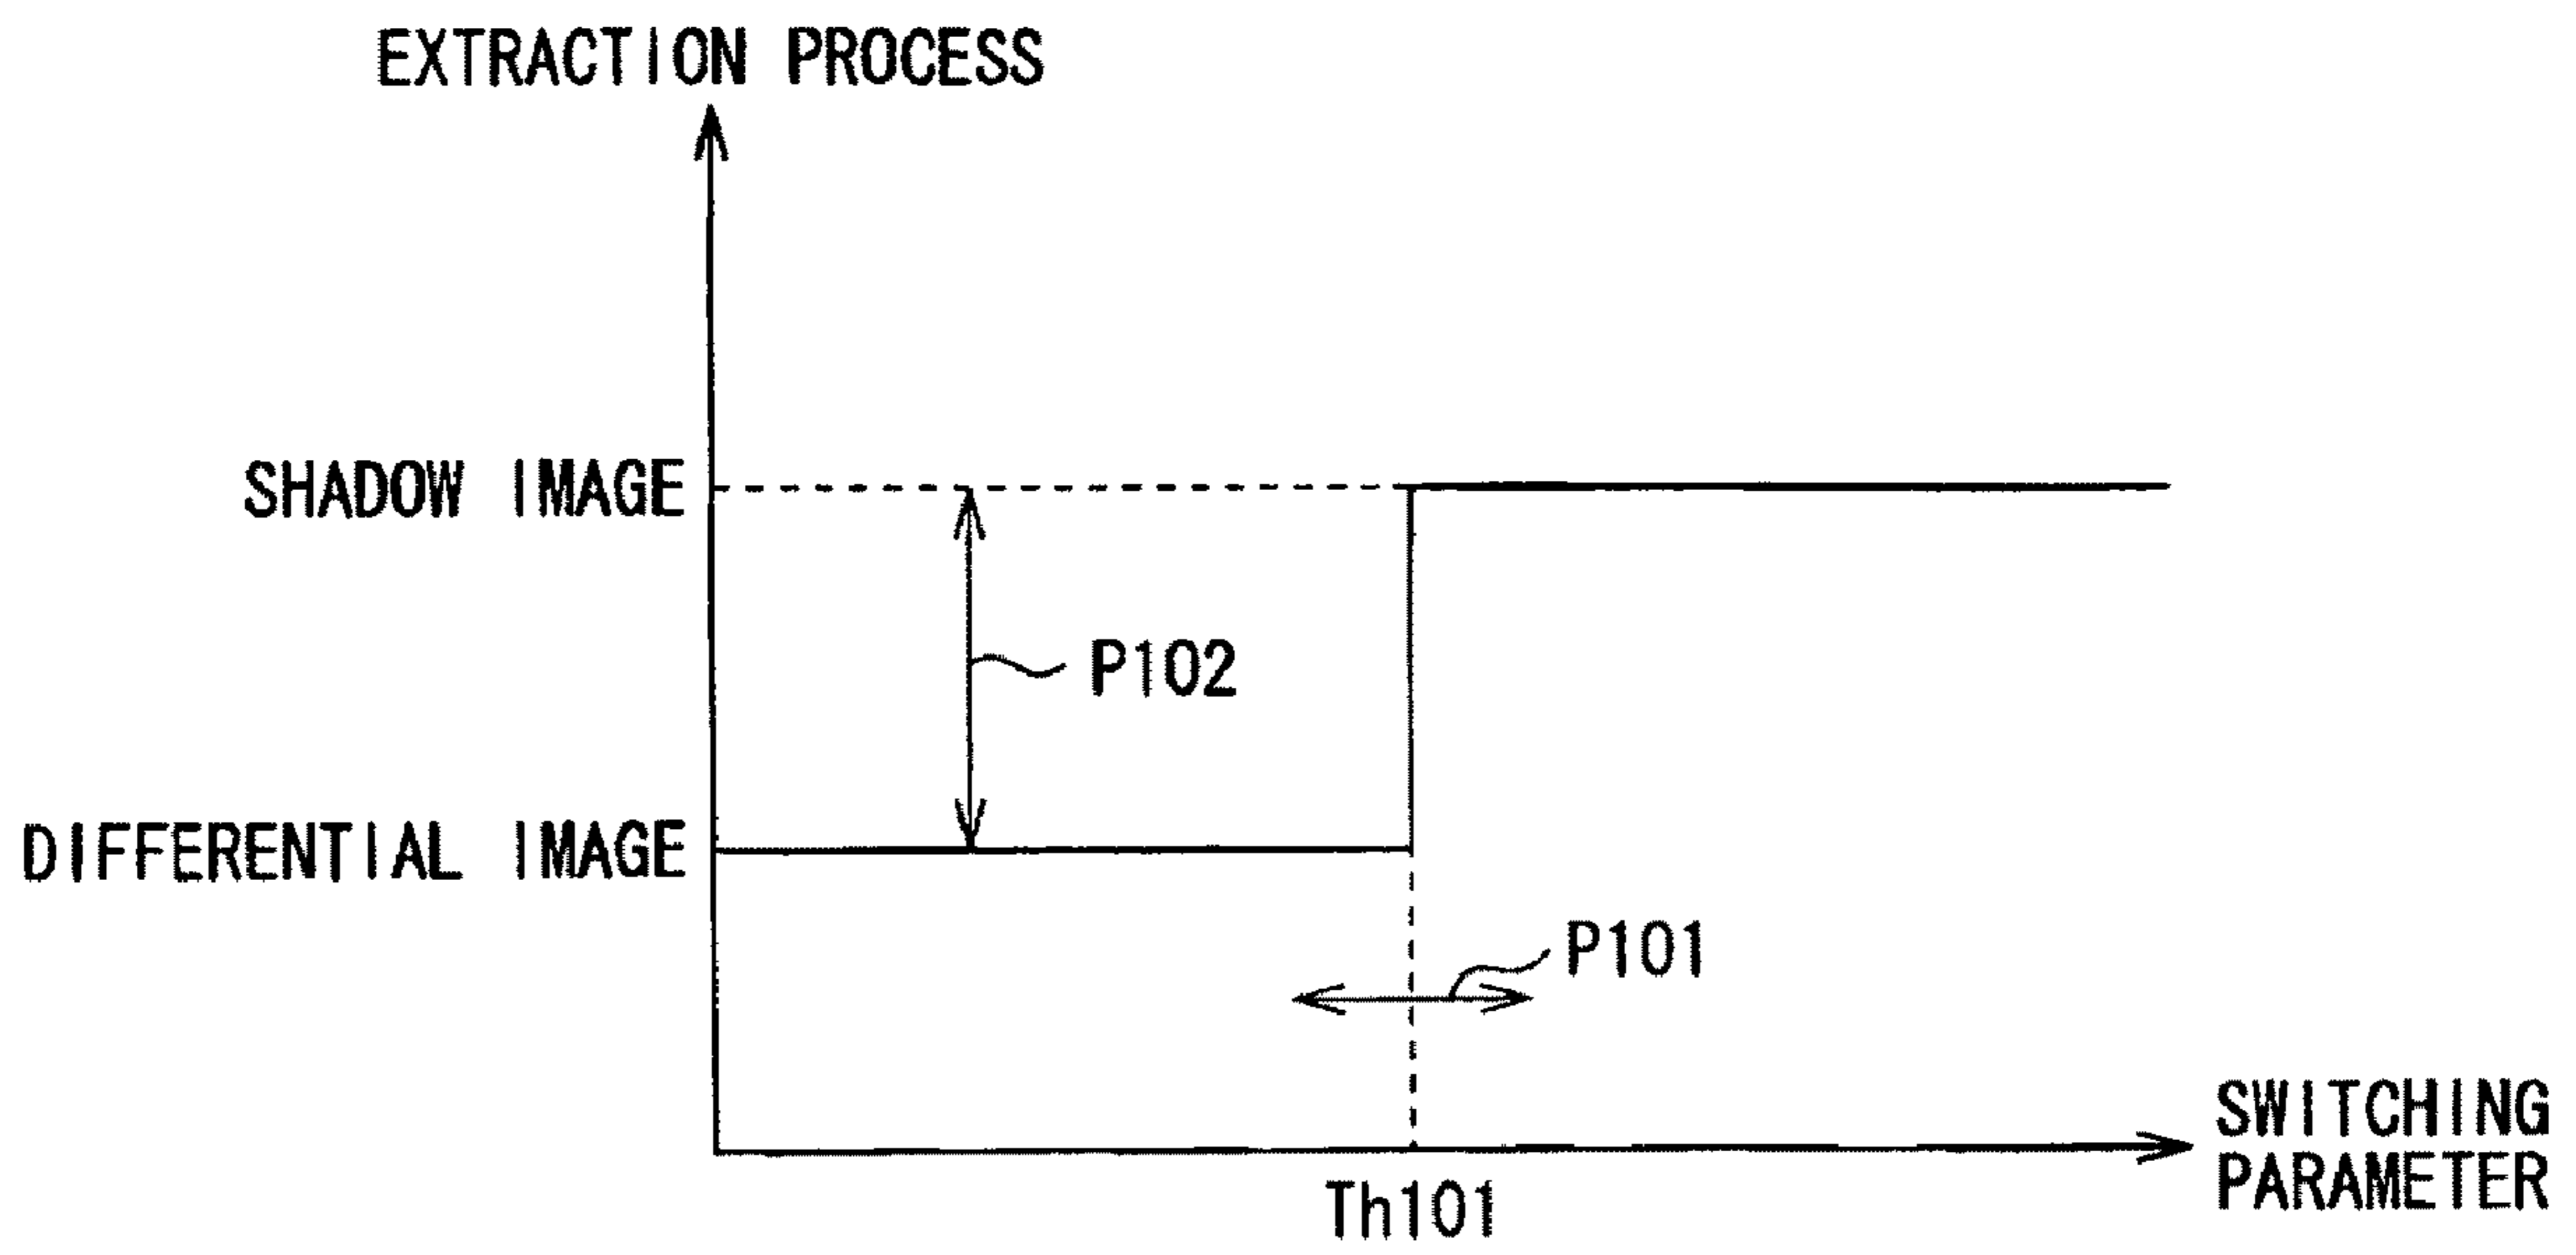 EXTRACTION PROCESS
SHADOW IMAGE
P102
DIFFERENTIAL IMAGE
P101
SWITCHING
PARAMETER
Th101